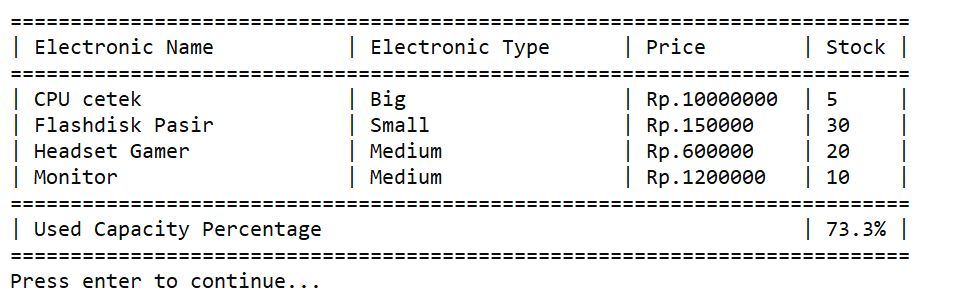 ===========================================================================
| Electronic Name           | Electronic Type      | Price        | Stock |
===========================================================================
| CPU cetek                 | Big                  | Rp.10000000  | 5     |
| Flashdisk Pasir           | Small                | Rp.150000    | 30    |
| Headset Gamer             | Medium               | Rp.600000    | 20    |
| Monitor                   | Medium               | Rp.1200000   | 10    |
===========================================================================
| Used Capacity Percentage                                        | 73.3% |
===========================================================================
Press enter to continue...